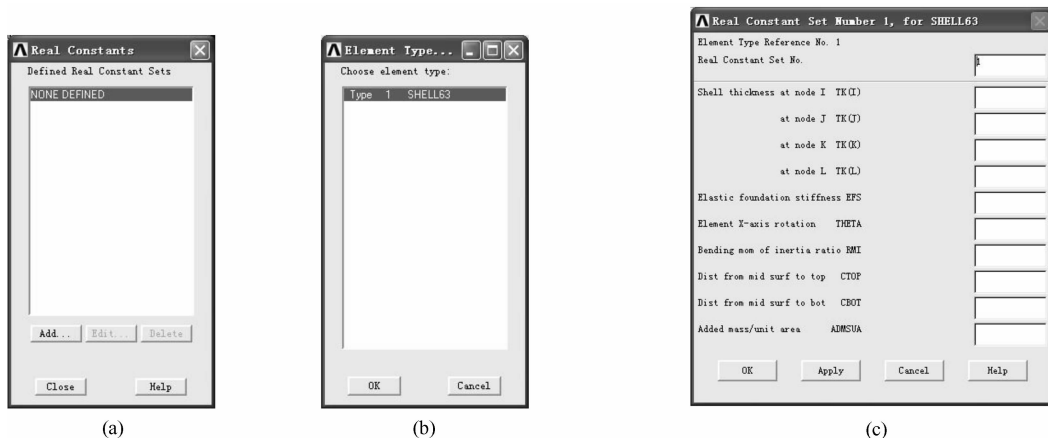 Real Constants
Defined Real Constant Sets
NONE DEFINED
Add...
Edit...
Delete
Close
Help
(a)
Element Type...
Choose element type:
Type 1 SHELL63
OK
Cancel
(b)
Real Constant Set Number 1, for SHELL63
Element Type Reference No. 1
Real Constant Set No.
1
Shell thickness at node I TK(I)
at node J TK(J)
at node K TK(K)
at node L TK(L)
Elastic foundation stiffness EFS
Element X-axis rotation THETA
Bending mom of inertia ratio RMI
Dist from mid surf to top CTOP
Dist from mid surf to bot CBOT
Added mass/unit area ADMSUA
OK
Apply
Cancel
Help
(c)